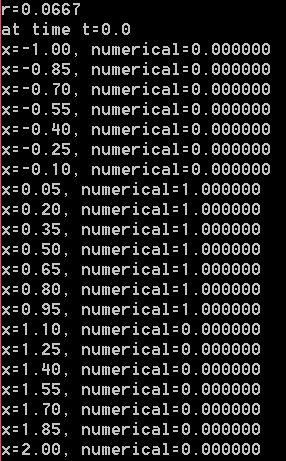 r=0.0667
at time t=0.0
x=-1.00, numerical=0.000000
x=-0.85, numerical=0.000000
x=-0.70, numerical=0.000000
x=-0.55, numerical=0.000000
x=-0.40, numerical=0.000000
x=-0.25, numerical=0.000000
x=-0.10, numerical=0.000000
x=0.05, numerical=1.000000
x=0.20, numerical=1.000000
x=0.35, numerical=1.000000
x=0.50, numerical=1.000000
x=0.65, numerical=1.000000
x=0.80, numerical=1.000000
x=0.95, numerical=1.000000
x=1.10, numerical=0.000000
x=1.25, numerical=0.000000
x=1.40, numerical=0.000000
x=1.55, numerical=0.000000
x=1.70, numerical=0.000000
x=1.85, numerical=0.000000
x=2.00, numerical=0.000000